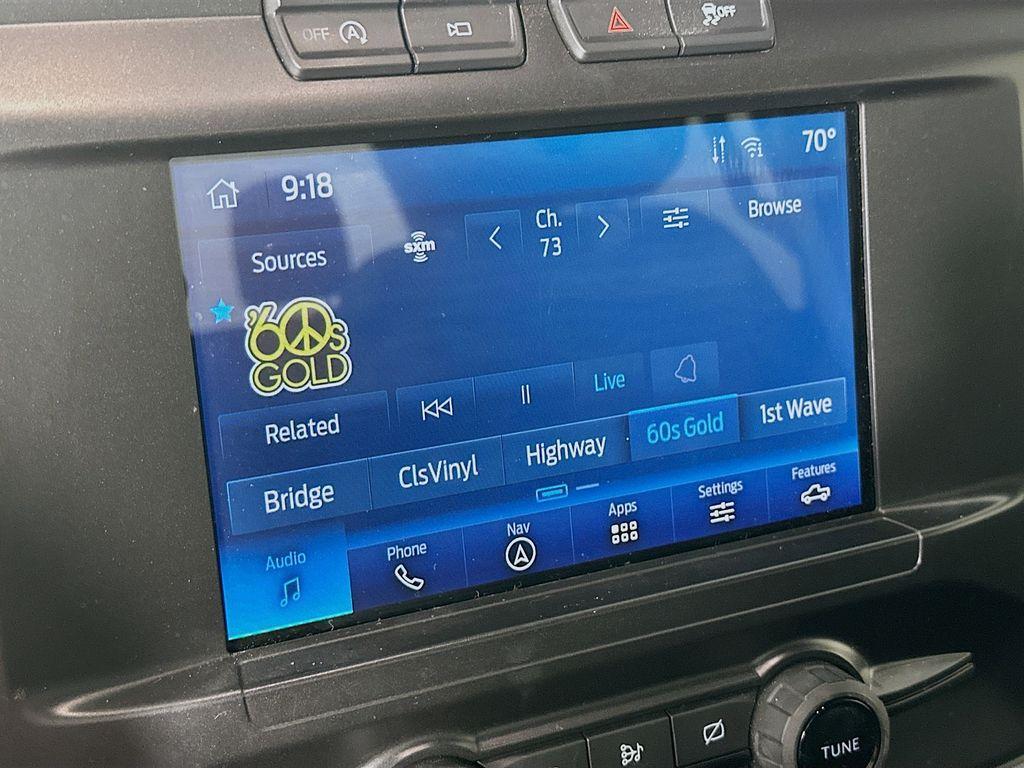 OFF A
OFF
9:18
70°
Sources
sxm
Ch.
73
Browse
'60s
GOLD
Related
Live
Bridge
ClsVinyl
Highway
60s Gold
1st Wave
Audio
Phone
Nav
Apps
Settings
Features
TUNE